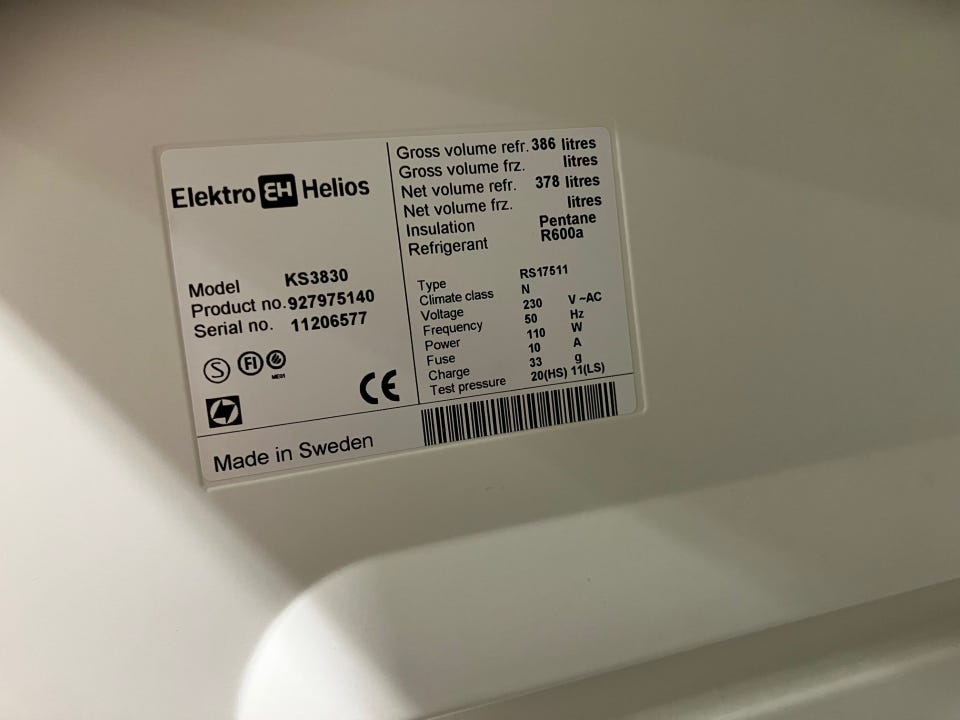 Elektro EH Helios
Model KS3830
Product no. 927975140
Serial no. 11206577
S FI
Made in Sweden
CE
Gross volume refr. 386 litres
Gross volume frz. litres
Net volume refr. 378 litres
Net volume frz. litres
Insulation Pentane
Refrigerant R600a
Type RS17511
Climate class N
Voltage 230 V ~AC
Frequency 50 Hz
Power 110 W
Fuse 10 A
Charge 33 g
Test pressure 20(HS) 11(LS)